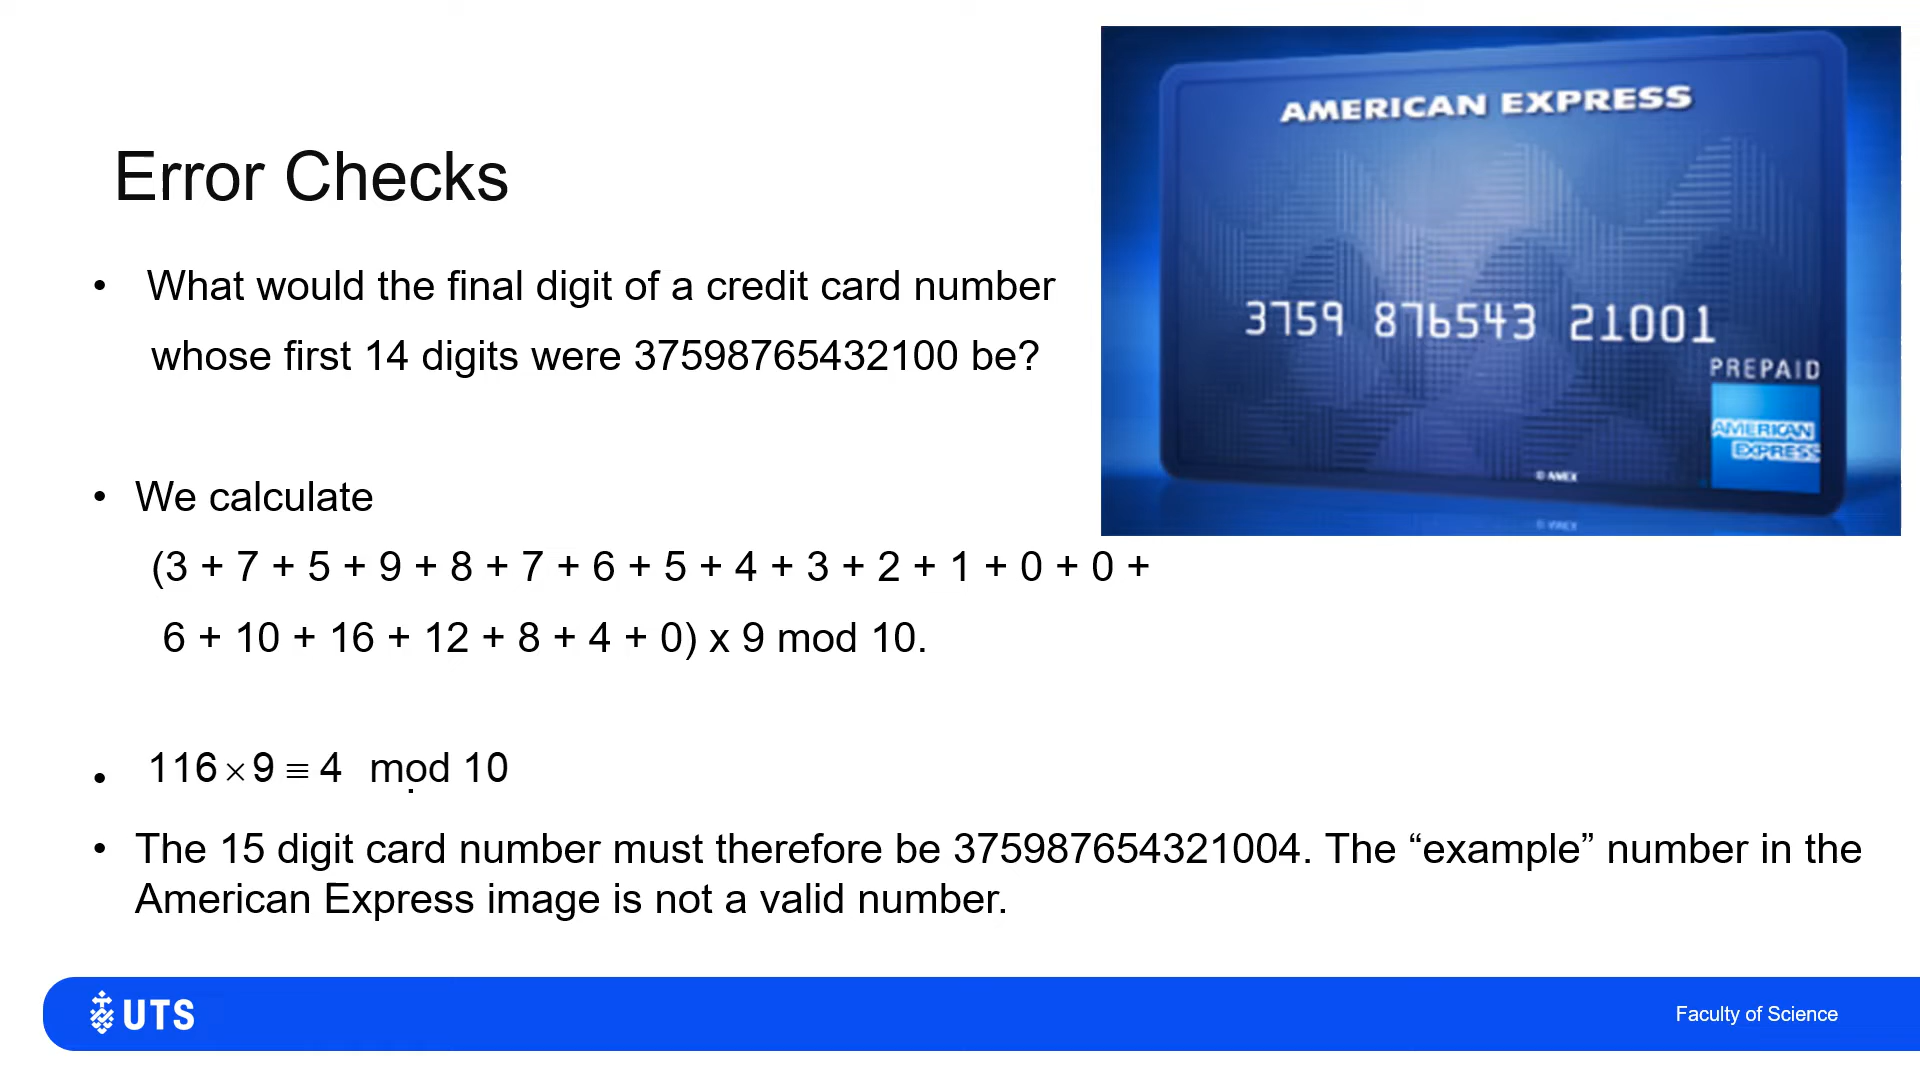 AMERICAN EXPRESS
3759 876543 21001
PREPAID
AMERICAN
EXPRESS
© AMEX
Error Checks
• What would the final digit of a credit card number
whose first 14 digits were 37598765432100 be?
• We calculate
(3 + 7 + 5 + 9 + 8 + 7 + 6 + 5 + 4 + 3 + 2 + 1 + 0 + 0 +
6 + 10 + 16 + 12 + 8 + 4 + 0) x 9 mod 10.
• 116 × 9 ≡ 4 mod 10
.
• The 15 digit card number must therefore be 375987654321004. The “example” number in the
American Express image is not a valid number.
UTS
Faculty of Science